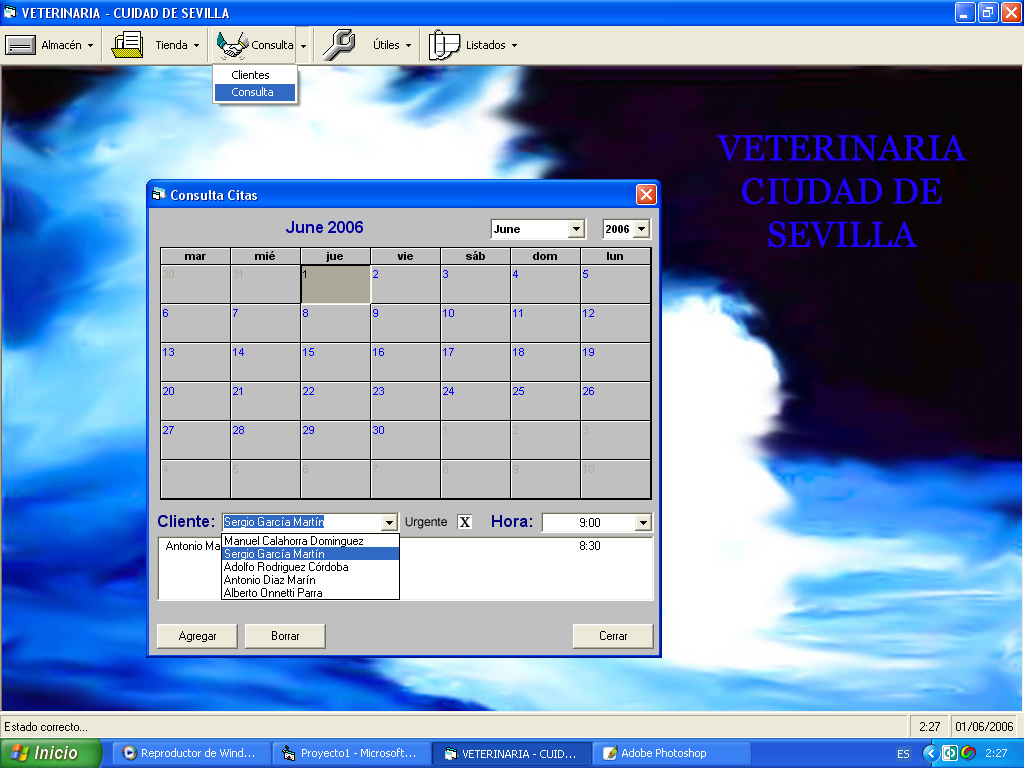 VETERINARIA - CUIDAD DE SEVILLA
Almacén Tienda Consulta Útiles Listados
Clientes
Consulta
VETERINARIA
CIUDAD DE
SEVILLA
Consulta Citas
June 2006 June 2006
mar mié jue vie sáb dom lun
30 31 1 2 3 4 5
6 7 8 9 10 11 12
13 14 15 16 17 18 19
20 21 22 23 24 25 26
27 28 29 30 1 2 3
4 5 6 7 8 9 10
Cliente: Sergio García Martín Urgente X Hora: 9:00
Antonio 8:30
Manuel Calahorra Dominguez
Sergio García Martín
Adolfo Rodriguez Córdoba
Antonio Diaz Marín
Alberto Onnetti Parra
Agregar Borrar Cerrar
Estado correcto... 2:27 01/06/2006
Inicio Reproductor de Wind... Proyecto1 - Microsoft... VETERINARIA - CUID... Adobe Photoshop ES 2:27